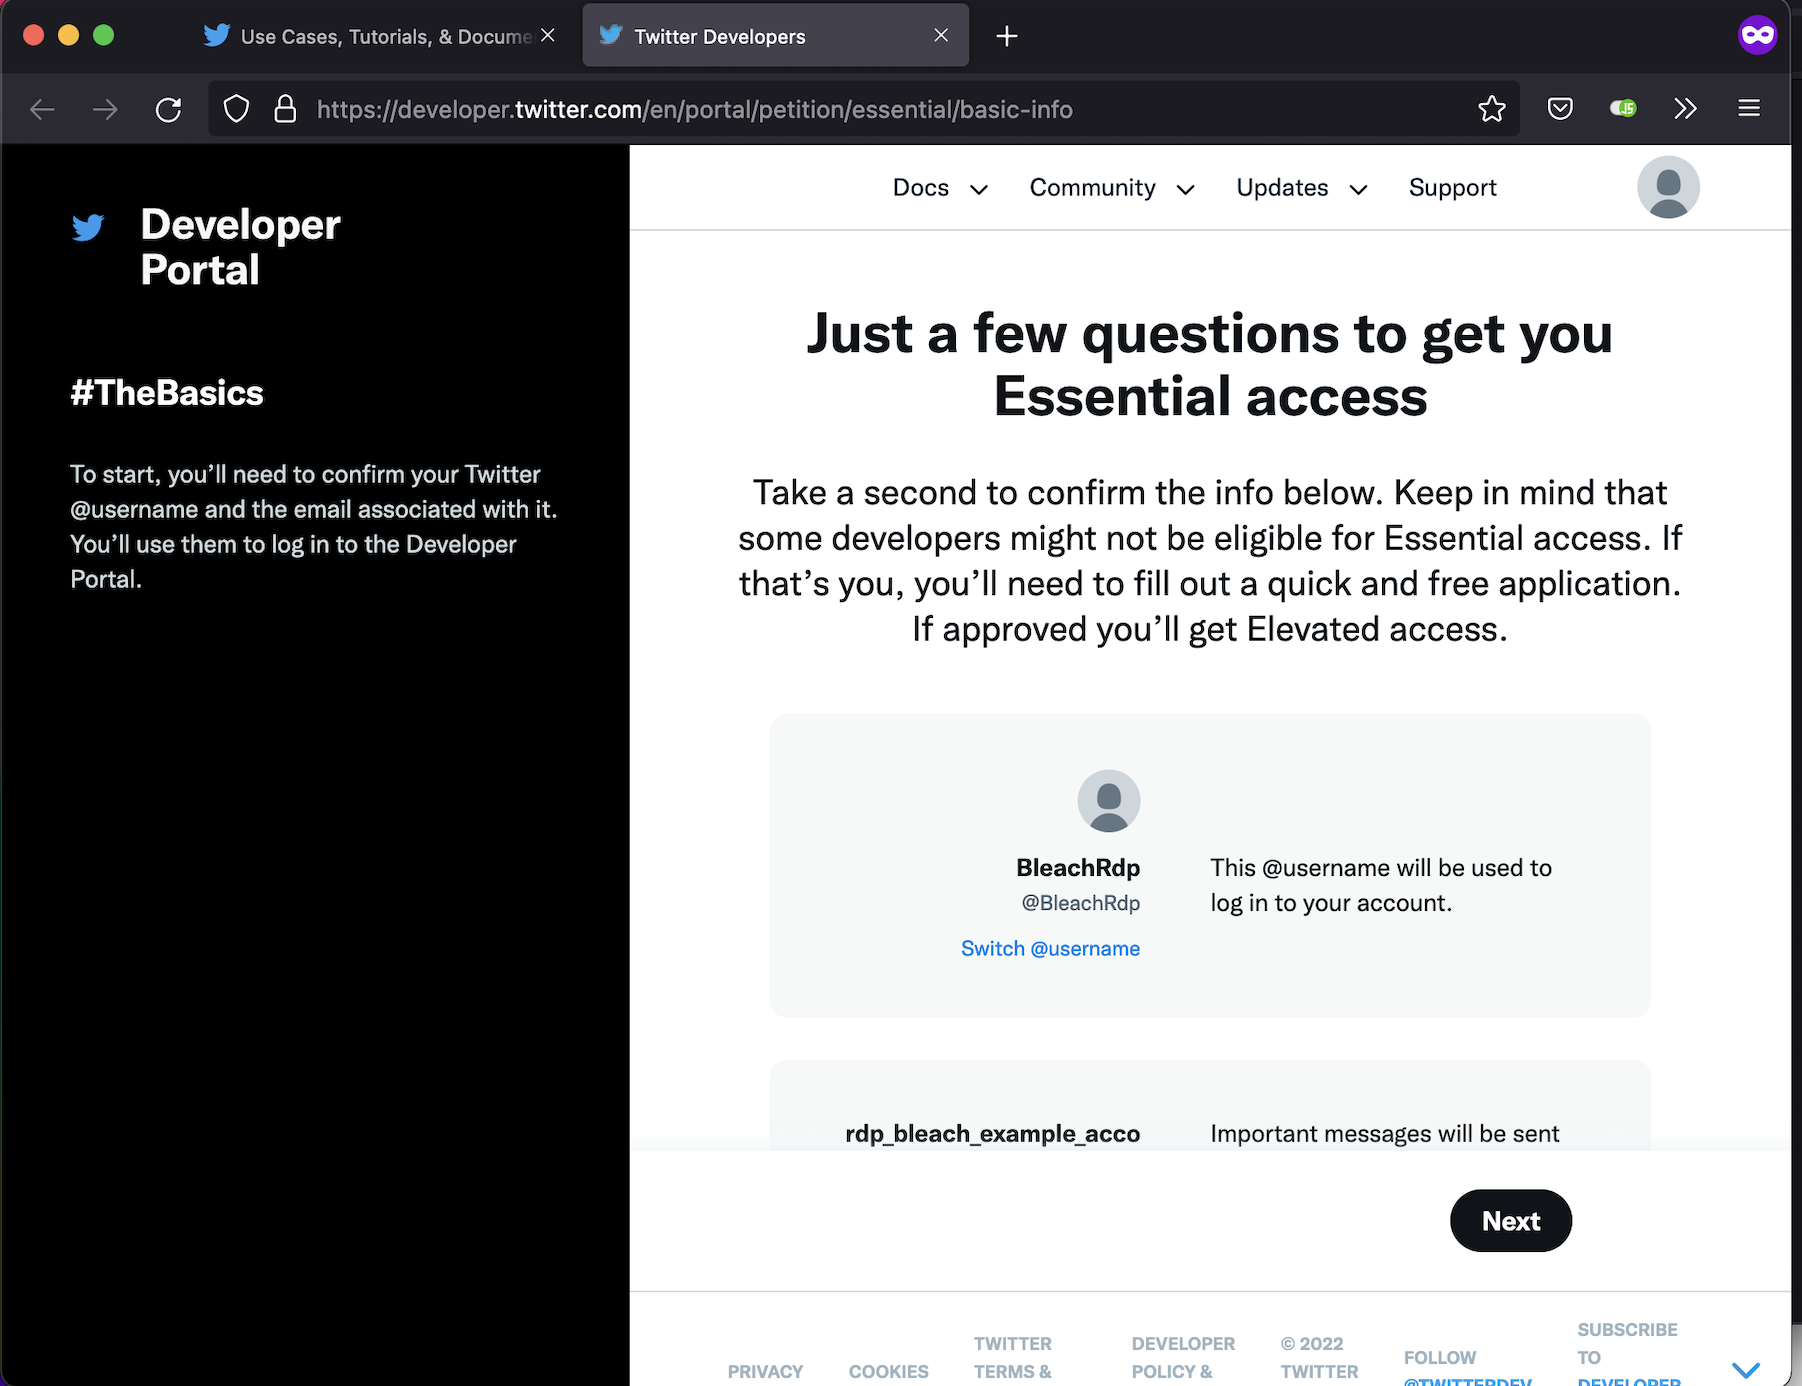 Use Cases, Tutorials, & Docume
Twitter Developers
https://developer.twitter.com/en/portal/petition/essential/basic-info
JS
Developer
Portal
#TheBasics
To start, you’ll need to confirm your Twitter
@username and the email associated with it.
You’ll use them to log in to the Developer
Portal.
Docs
Community
Updates
Support
Just a few questions to get you
Essential access
Take a second to confirm the info below. Keep in mind that
some developers might not be eligible for Essential access. If
that’s you, you’ll need to fill out a quick and free application.
If approved you’ll get Elevated access.
BleachRdp
@BleachRdp
Switch @username
This @username will be used to
log in to your account.
rdp_bleach_example_acco
Important messages will be sent
Next
PRIVACY
COOKIES
TWITTER
TERMS &
DEVELOPER
POLICY &
© 2022
TWITTER
FOLLOW
@TWITTERDEV
SUBSCRIBE
TO
DEVELOPER